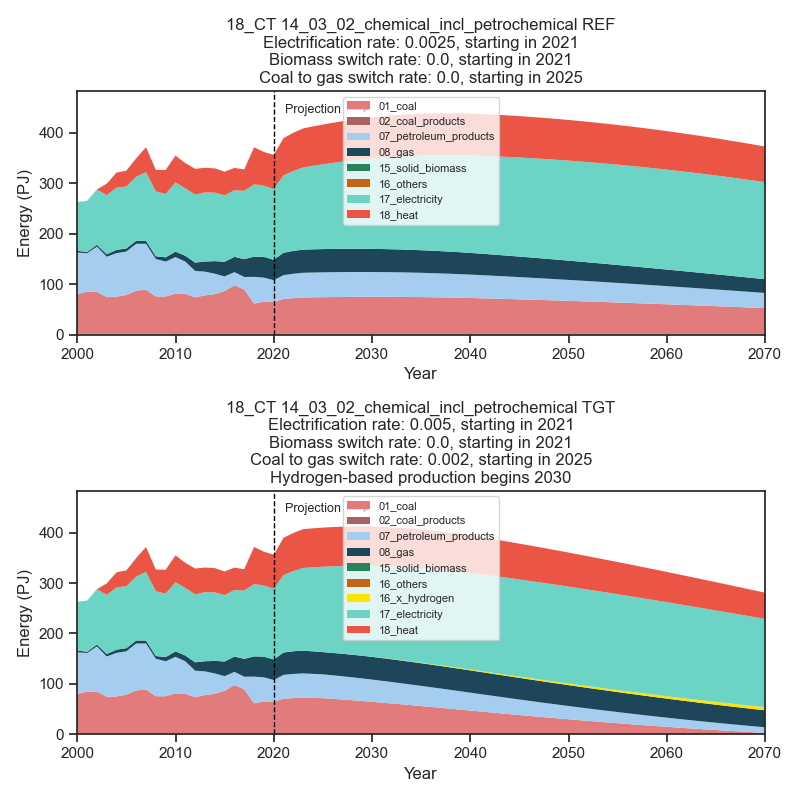 18_CT 14_03_02_chemical_incl_petrochemical REF
Electrification rate: 0.0025, starting in 2021
Biomass switch rate: 0.0, starting in 2021
Coal to gas switch rate: 0.0, starting in 2025
Energy (PJ)
400
300
200
100
0
Projection
01_coal
02_coal_products
07_petroleum_products
08_gas
15_solid_biomass
16_others
17_electricity
18_heat
2000 2010 2020 2030 2040 2050 2060 2070
Year
18_CT 14_03_02_chemical_incl_petrochemical TGT
Electrification rate: 0.005, starting in 2021
Biomass switch rate: 0.0, starting in 2021
Coal to gas switch rate: 0.002, starting in 2025
Hydrogen-based production begins 2030
Energy (PJ)
400
300
200
100
0
Projection
01_coal
02_coal_products
07_petroleum_products
08_gas
15_solid_biomass
16_others
16_x_hydrogen
17_electricity
18_heat
2000 2010 2020 2030 2040 2050 2060 2070
Year